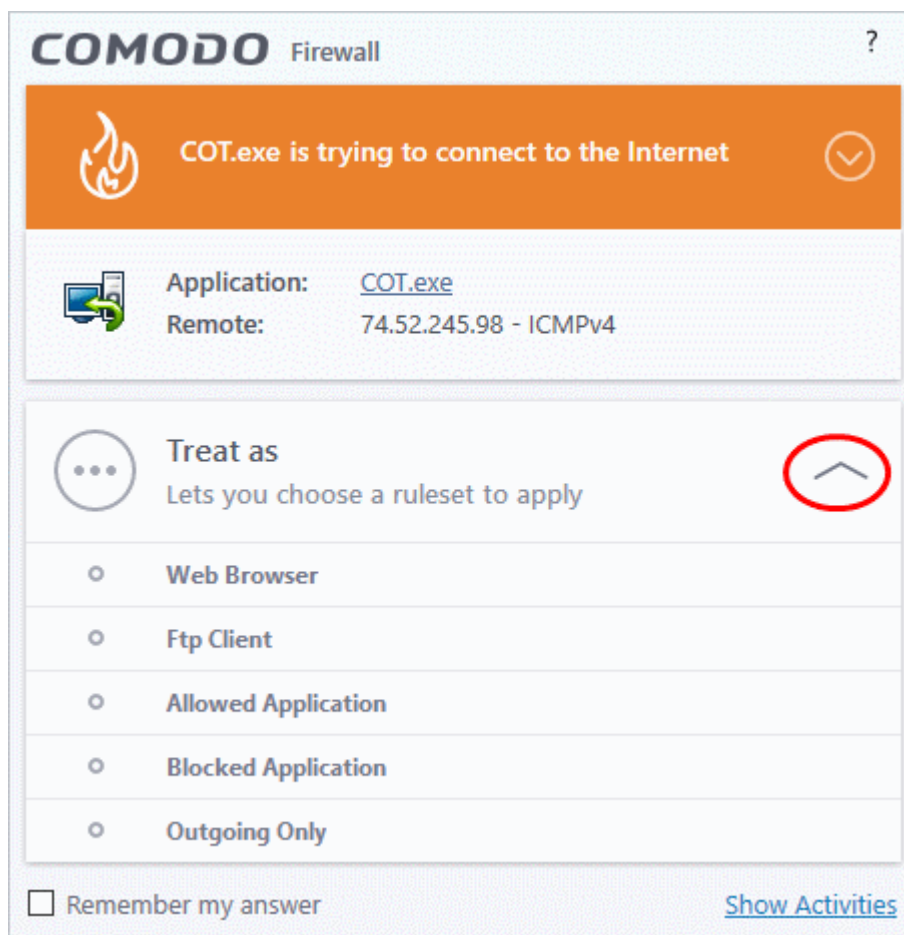 COMODO Firewall ?
COT.exe is trying to connect to the Internet
Application: COT.exe
Remote: 74.52.245.98 - ICMPv4
Treat as
Lets you choose a ruleset to apply
Web Browser
Ftp Client
Allowed Application
Blocked Application
Outgoing Only
Remember my answer Show Activities